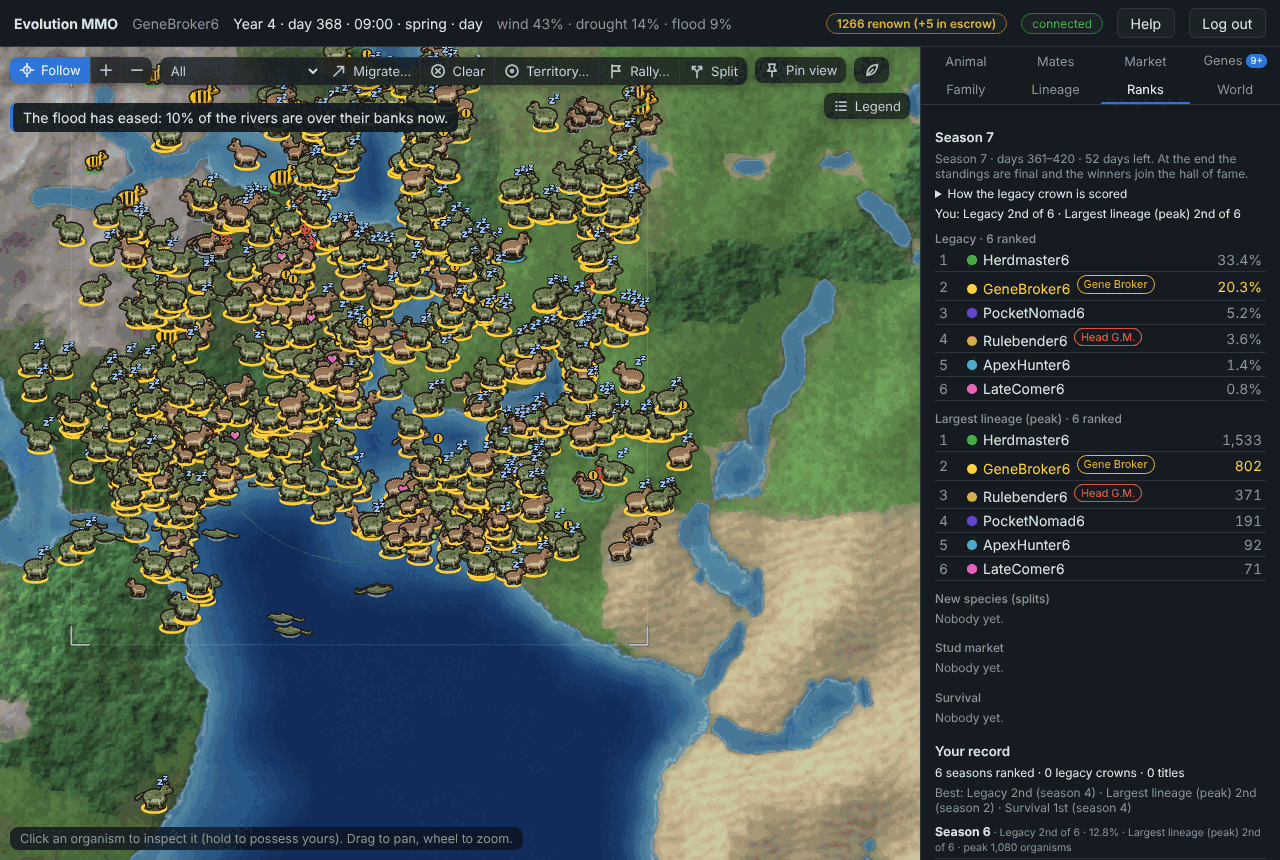 Evolution MMO GeneBroker6 Year 4 · day 368 · 09:00 · spring · day wind 43% · drought 14% · flood 9% 1266 renown (+5 in escrow) connected Help Log out
Follow + − All Migrate... Clear Territory... Rally... Split Pin view
Legend
The flood has eased: 10% of the rivers are over their banks now.
Click an organism to inspect it (hold to possess yours). Drag to pan, wheel to zoom.
Animal Mates Market Genes 9+
Family Lineage Ranks World
Season 7
Season 7 · days 361–420 · 52 days left. At the end the
standings are final and the winners join the hall of fame.
How the legacy crown is scored
You: Legacy 2nd of 6 · Largest lineage (peak) 2nd of 6
Legacy · 6 ranked
1 Herdmaster6 33.4%
2 GeneBroker6 Gene Broker 20.3%
3 PocketNomad6 5.2%
4 Rulebender6 Head G.M. 3.6%
5 ApexHunter6 1.4%
6 LateComer6 0.8%
Largest lineage (peak) · 6 ranked
1 Herdmaster6 1,533
2 GeneBroker6 Gene Broker 802
3 Rulebender6 Head G.M. 371
4 PocketNomad6 191
5 ApexHunter6 92
6 LateComer6 71
New species (splits)
Nobody yet.
Stud market
Nobody yet.
Survival
Nobody yet.
Your record
6 seasons ranked · 0 legacy crowns · 0 titles
Best: Legacy 2nd (season 4) · Largest lineage (peak) 2nd
(season 2) · Survival 1st (season 4)
Season 6 · Legacy 2nd of 6 · 12.8% · Largest lineage (peak) 2nd
of 6 · peak 1,080 organisms